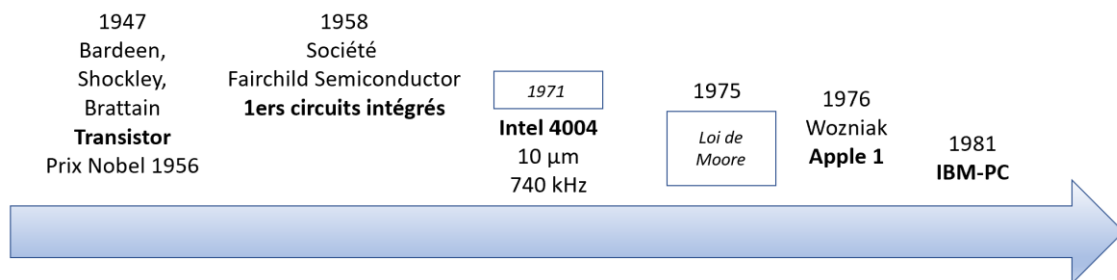 1947
Bardeen,
Shockley,
Brattain
Transistor
Prix Nobel 1956
1958
Société
Fairchild Semiconductor
1ers circuits intégrés
1971
Intel 4004
10 µm
740 kHz
1975
Loi de
Moore
1976
Wozniak
Apple 1
1981
IBM-PC